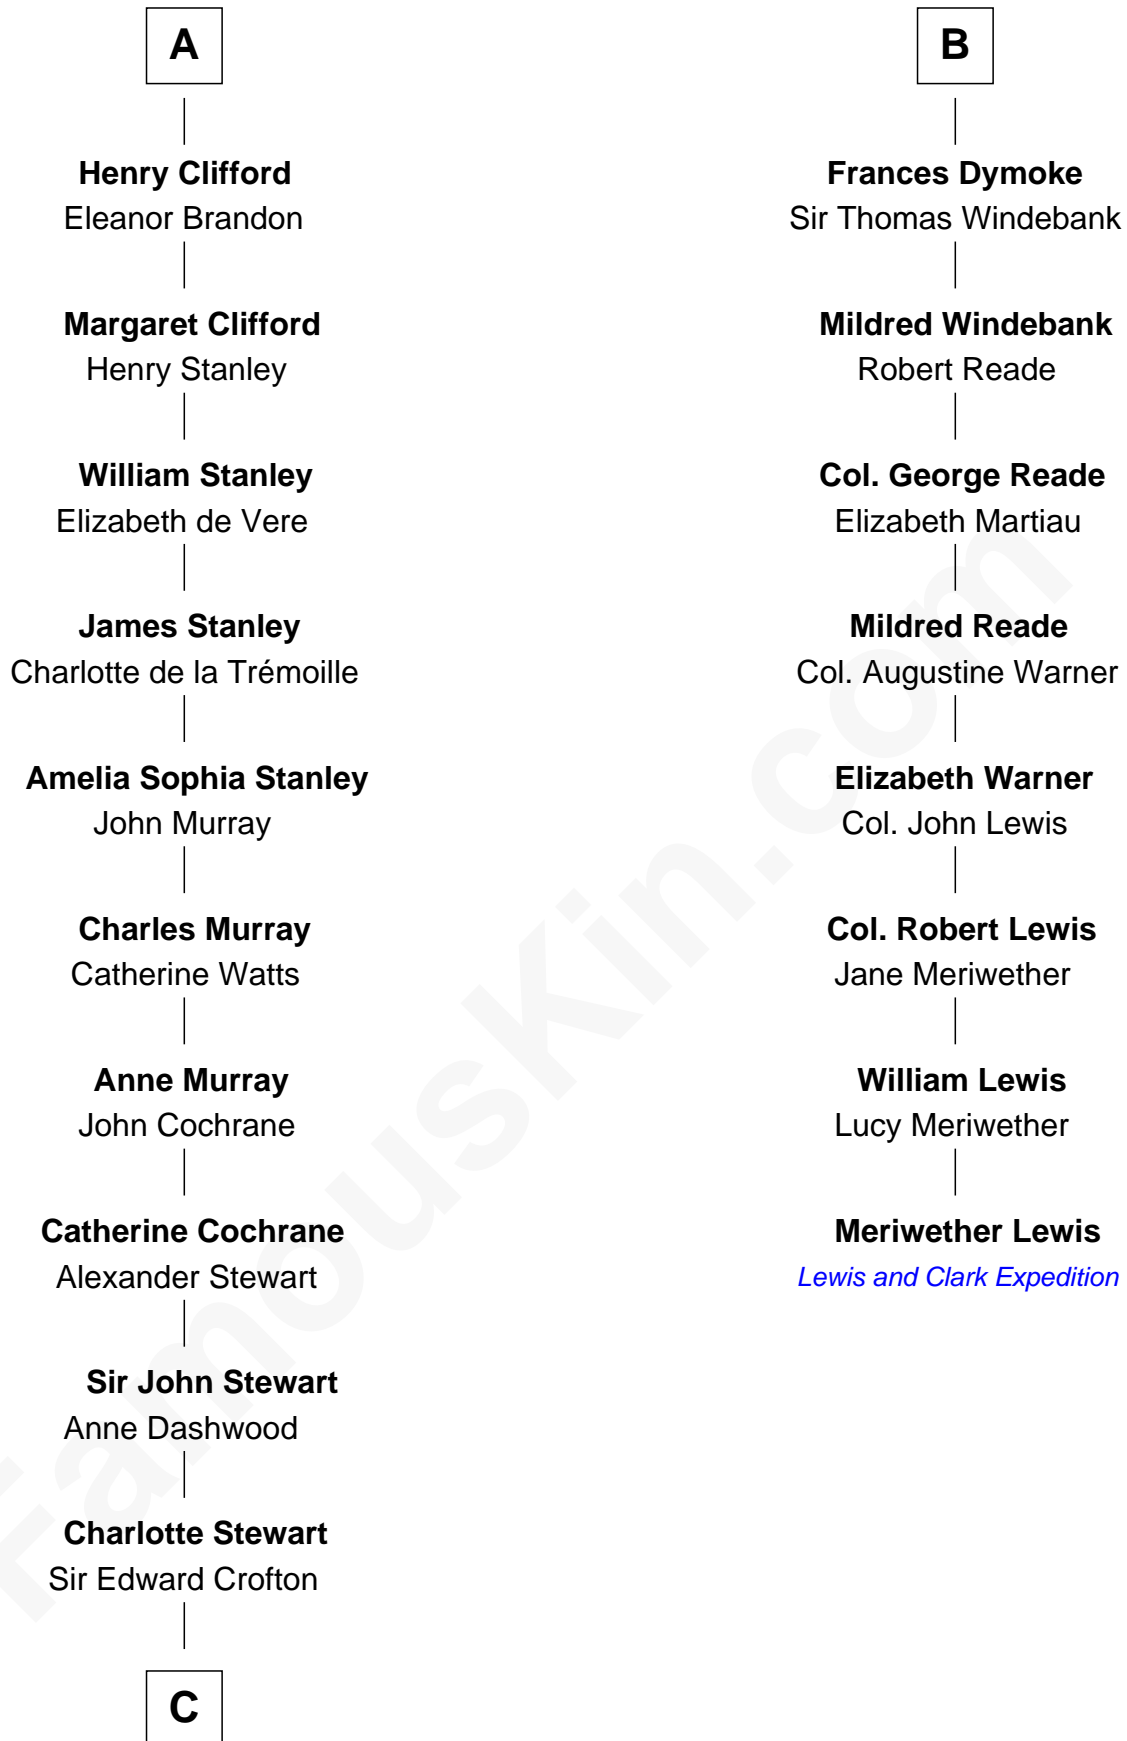 A
Henry Clifford
Eleanor Brandon
Margaret Clifford
Henry Stanley
William Stanley
Elizabeth de Vere
James Stanley
Charlotte de la Trémoille
Amelia Sophia Stanley
John Murray
Charles Murray
Catherine Watts
Anne Murray
John Cochrane
Catherine Cochrane
Alexander Stewart
Sir John Stewart
Anne Dashwood
Charlotte Stewart
Sir Edward Crofton
C
B
Frances Dymoke
Sir Thomas Windebank
Mildred Windebank
Robert Reade
Col. George Reade
Elizabeth Martiau
Mildred Reade
Col. Augustine Warner
Elizabeth Warner
Col. John Lewis
Col. Robert Lewis
Jane Meriwether
William Lewis
Lucy Meriwether
Meriwether Lewis
Lewis and Clark Expedition
FamousKin.com